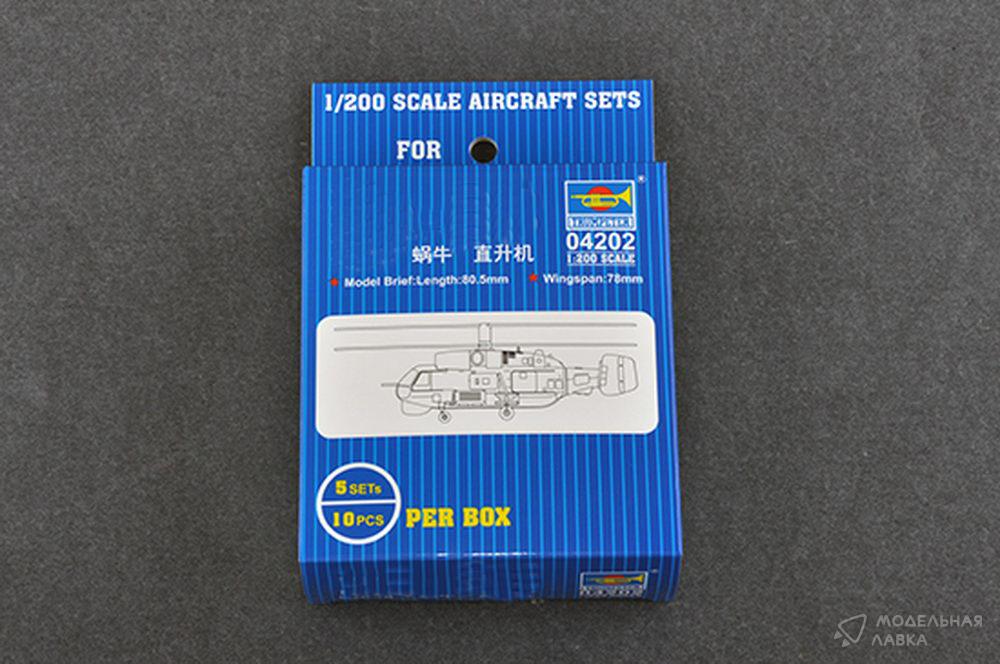 1/200 SCALE AIRCRAFT SETS
FOR
®
TRUMPETER
04202
1:200 SCALE
蜗牛 直升机
★ Model Brief:Length:80.5mm ★ Wingspan:78mm
5 SETs
10 PCS
PER BOX
МОДЕЛЬНАЯ
ЛАВКА